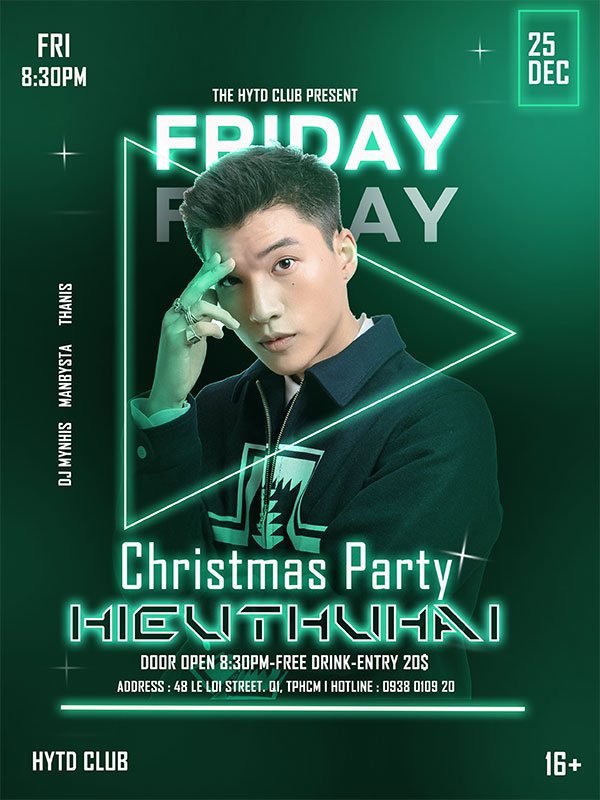 FRI
8:30PM
25
DEC
THE HYTD CLUB PRESENT
FRIDAY
F AY
DJ MYNHIS MANBYSTA THANIS
Christmas Party
HIEUTHUHAI
DOOR OPEN 8:30PM-FREE DRINK-ENTRY 20$
ADDRESS : 48 LE LOI STREET. Q1, TPHCM I HOTLINE : 0938 0109 20
HYTD CLUB
16+